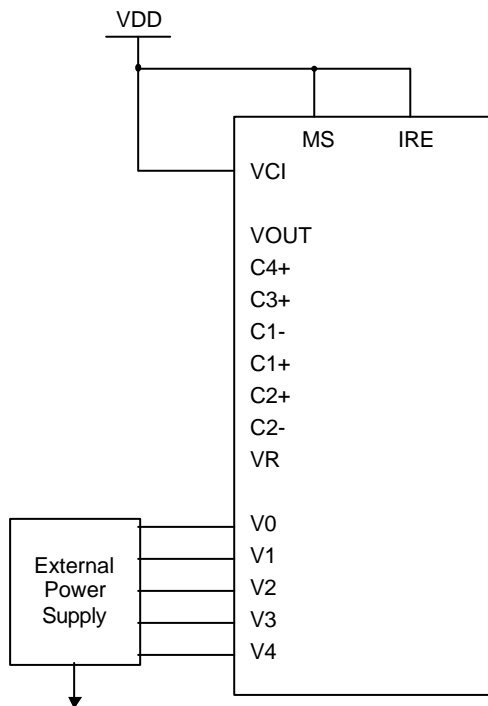 VDD
MS IRE
VCI
VOUT
C4+
C3+
C1-
C1+
C2+
C2-
VR
V0
V1
V2
V3
V4
External
Power
Supply